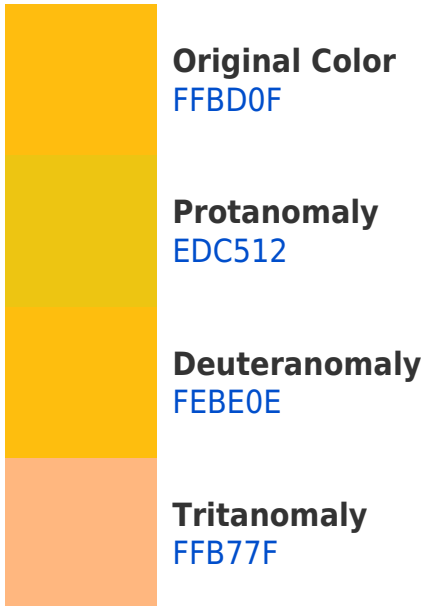 Original Color
FFBD0F
Protanomaly
EDC512
Deuteranomaly
FEBE0E
Tritanomaly
FFB77F